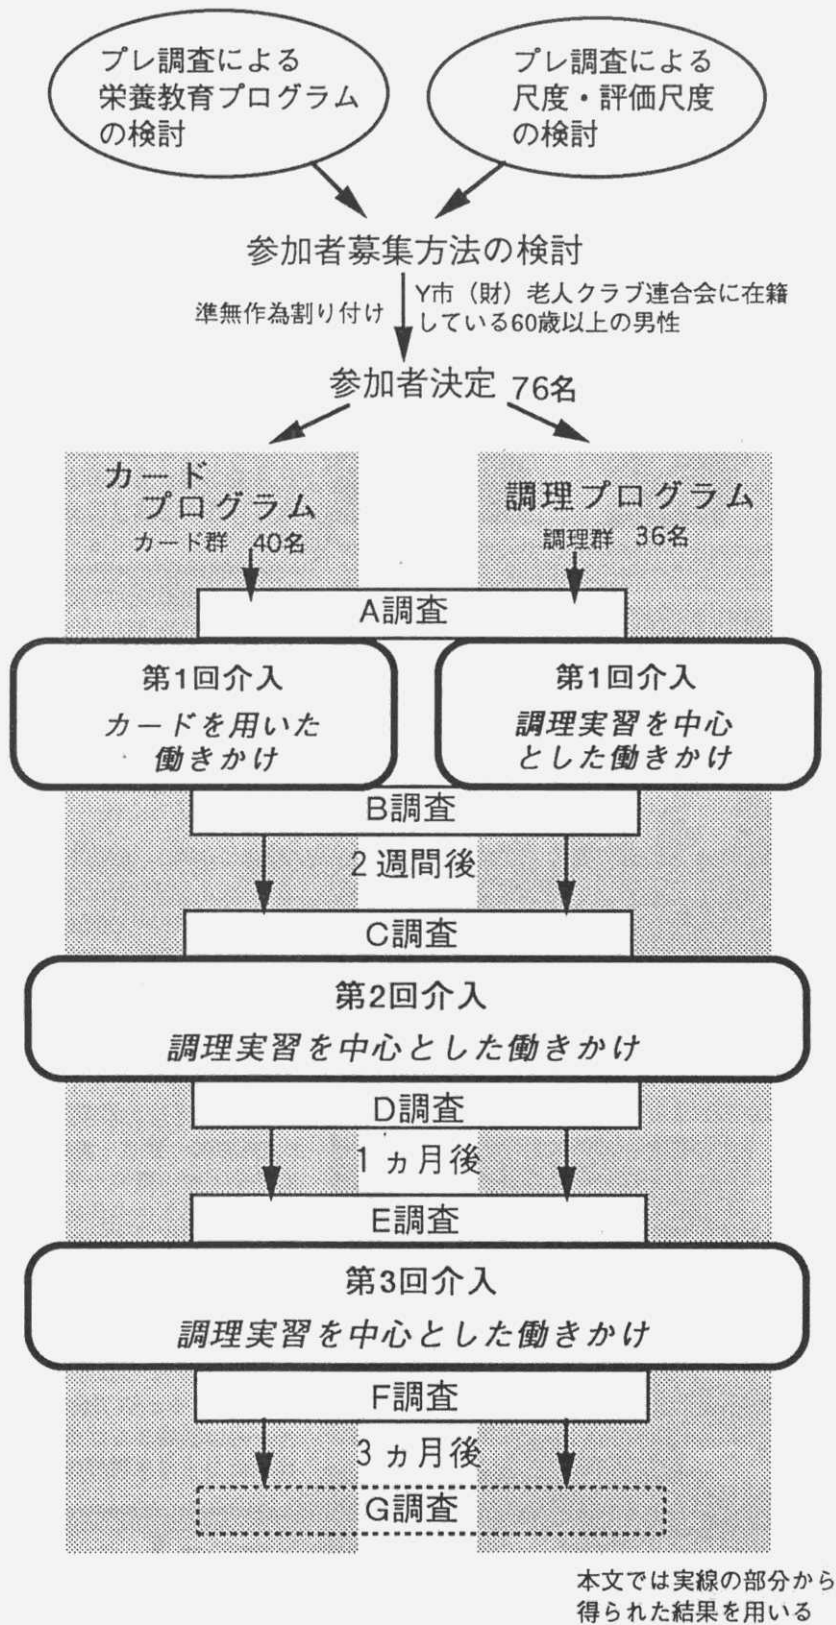 プレ調査による
栄養教育プログラム
の検討
プレ調査による
尺度・評価尺度
の検討
参加者募集方法の検討
準無作為割り付け
Y市（財）老人クラブ連合会に在籍
している60歳以上の男性
参加者決定 76名
カード
プログラム
カード群 40名
調理プログラム
調理群 36名
A調査
第1回介入
カードを用いた
働きかけ
第1回介入
調理実習を中心
とした働きかけ
B調査
2週間後
C調査
第2回介入
調理実習を中心とした働きかけ
D調査
1ヵ月後
E調査
第3回介入
調理実習を中心とした働きかけ
F調査
3ヵ月後
G調査
本文では実線の部分から
得られた結果を用いる